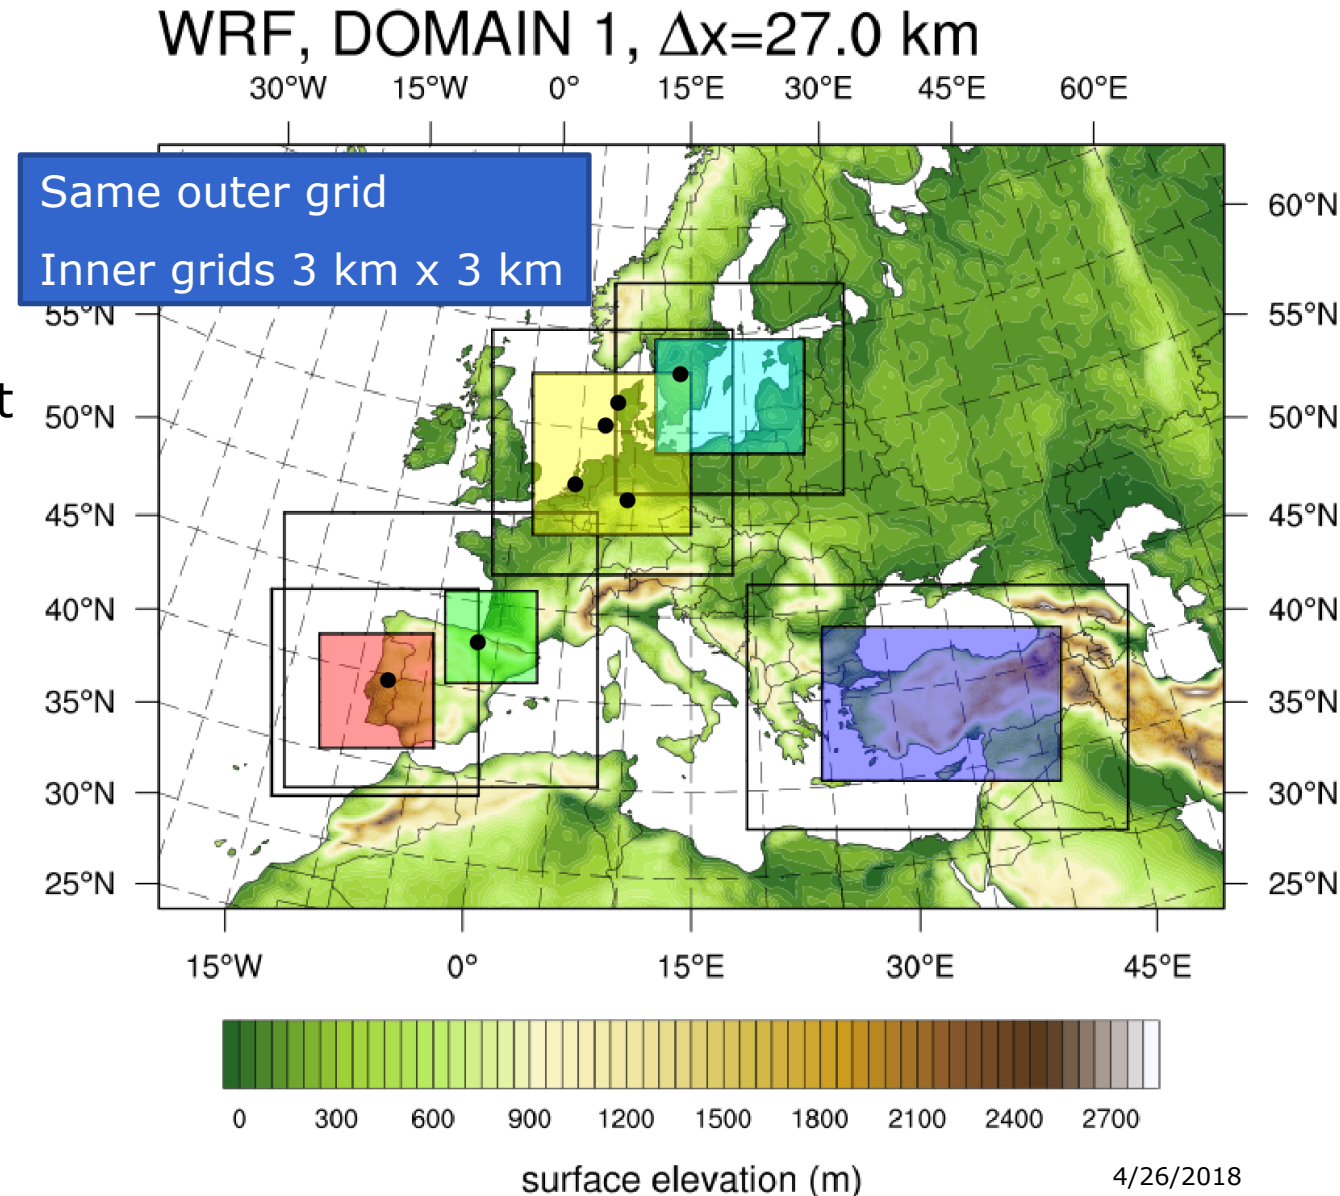 WRF, DOMAIN 1, Δx=27.0 km
30°W 15°W 0° 15°E 30°E 45°E 60°E
Same outer grid
Inner grids 3 km x 3 km
60°N
55°N 55°N
t
50°N 50°N
45°N 45°N
40°N 40°N
35°N 35°N
30°N 30°N
25°N 25°N
15°W 0° 15°E 30°E 45°E
0 300 600 900 1200 1500 1800 2100 2400 2700
surface elevation (m)
4/26/2018